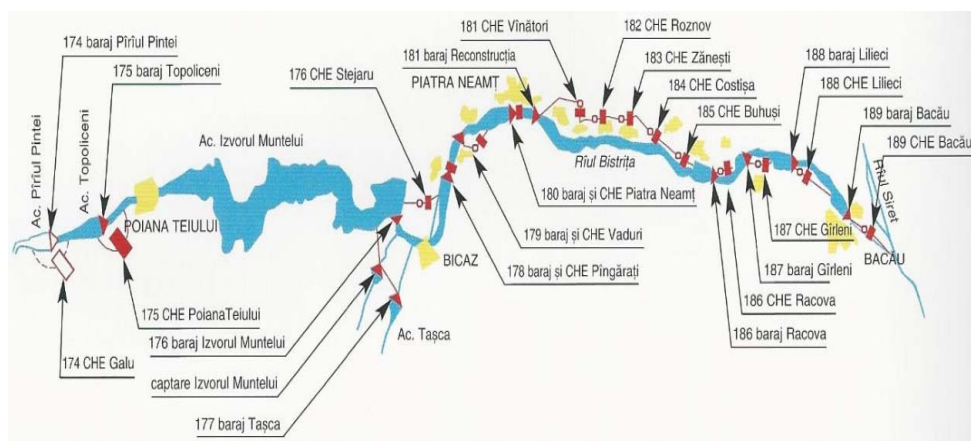 174 baraj Pîrîul Pintei
175 baraj Topoliceni
176 CHE Stejaru
181 CHE Vînători
181 baraj Reconstrucția
PIATRA NEAMȚ
182 CHE Roznov
183 CHE Zănești
184 CHE Costișa
185 CHE Buhuși
188 baraj Lilieci
188 CHE Lilieci
189 baraj Bacău
189 CHE Bacău
Ac. Pîrîul Pintei
Ac. Topoliceni
Ac. Izvorul Muntelui
Rîul Bistrița
Rîul Siret
POIANA TEIULUI
BICAZ
BACĂU
180 baraj și CHE Piatra Neamț
179 baraj și CHE Vaduri
178 baraj și CHE Pîngărați
187 CHE Gîrleni
187 baraj Gîrleni
186 CHE Racova
186 baraj Racova
175 CHE PoianaTeiului
176 baraj Izvorul Muntelui
174 CHE Galu
captare Izvorul Muntelui
Ac. Tașca
177 baraj Tașca